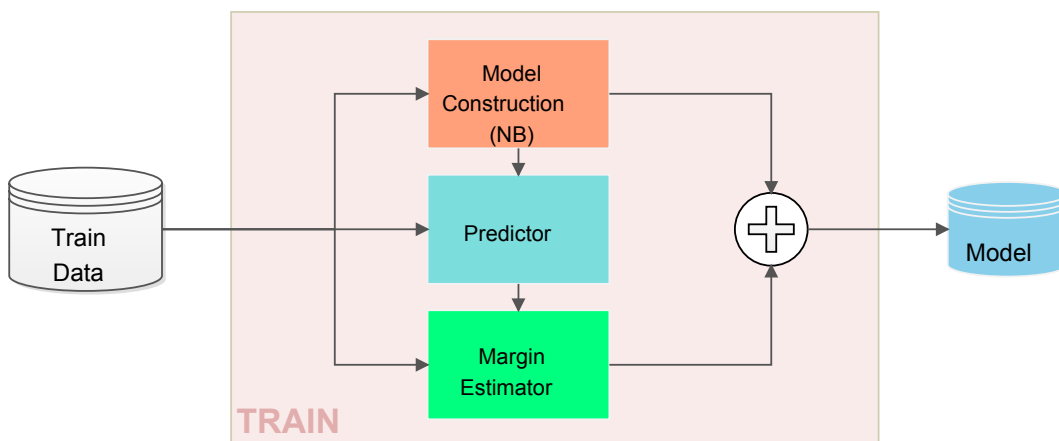 Model
Construction
(NB)
Train
Data
Predictor
Model
Margin
Estimator
TRAIN